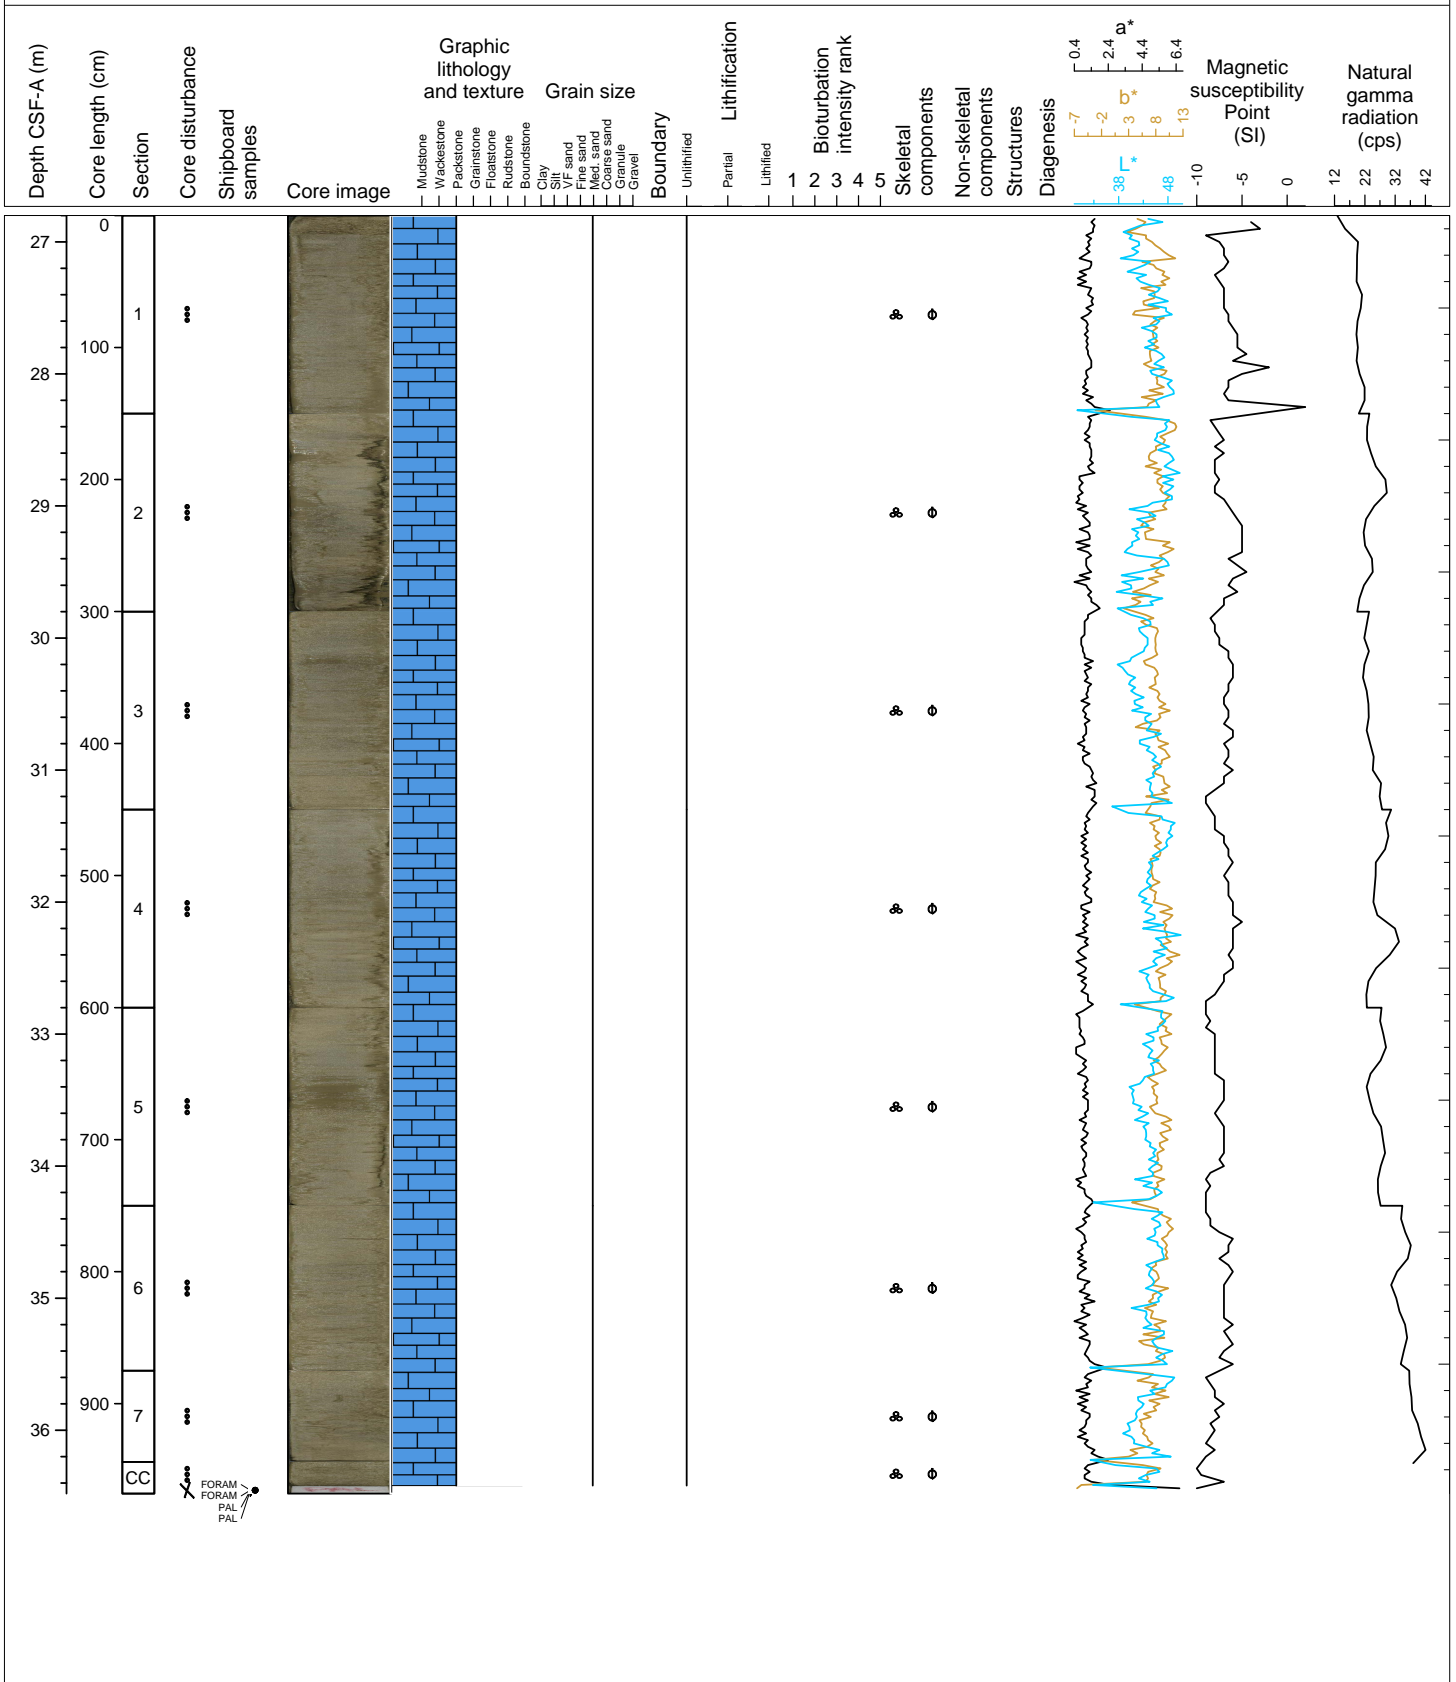 Depth CSF-A (m)
Core length (cm)
Section
Core disturbance
Shipboard
samples
Core image
Graphic
lithology
and texture
Mudstone
Wackestone
Packstone
Grainstone
Floatstone
Rudstone
Boundstone
Grain size
Clay
Silt
VF sand
Fine sand
Med. sand
Coarse sand
Granule
Gravel
Boundary
Lithification
Unlithified
Partial
Lithified
Bioturbation
intensity rank
1 2 3 4 5
Skeletal
components
Non-skeletal
components
Structures
Diagenesis
a*
0.4 2.4 4.4 6.4
b*
-7 -2 3 8 13
L*
38 48
Magnetic
susceptibility
Point
(SI)
-10 -5 0
Natural
gamma
radiation
(cps)
12 22 32 42
0
27
1
100
28
200
29
2
300
30
3
400
31
500
32
4
600
33
5
700
34
800
35
6
900
7
36
CC
FORAM
FORAM
PAL
PAL